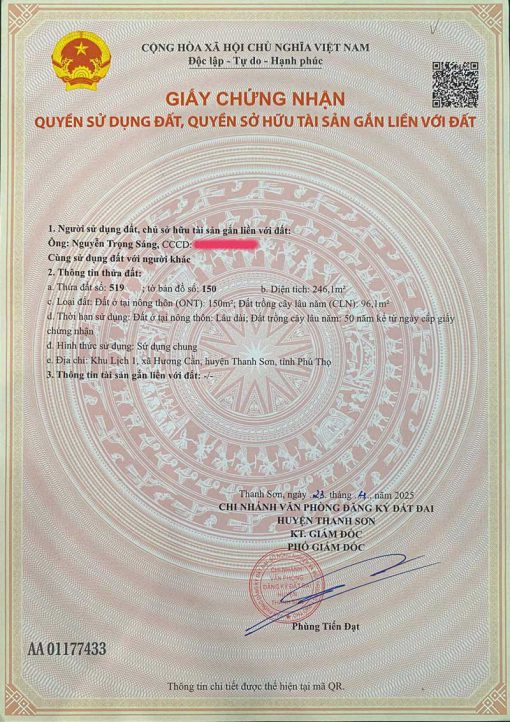 CỘNG HÒA XÃ HỘI CHỦ NGHĨA VIỆT NAM
Độc lập - Tự do - Hạnh phúc
GIẤY CHỨNG NHẬN
QUYỀN SỬ DỤNG ĐẤT, QUYỀN SỞ HỮU TÀI SẢN GẮN LIỀN VỚI ĐẤT
1. Người sử dụng đất, chủ sở hữu tài sản gắn liền với đất:
Ông: Nguyễn Trọng Sáng, CCCD:
Cùng sử dụng đất với người khác
2. Thông tin thửa đất:
a. Thửa đất số: 519 ; tờ bản đồ số: 150 b. Diện tích: 246,1m²
c. Loại đất: Đất ở tại nông thôn (ONT): 150m²; Đất trồng cây lâu năm (CLN): 96,1m²
d. Thời hạn sử dụng: Đất ở tại nông thôn: Lâu dài; Đất trồng cây lâu năm: 50 năm kể từ ngày cấp giấy
chứng nhận
đ. Hình thức sử dụng: Sử dụng chung
e. Địa chỉ: Khu Lịch 1, xã Hương Cần, huyện Thanh Sơn, tỉnh Phú Thọ
3. Thông tin tài sản gắn liền với đất: -/-
Thanh Sơn, ngày 23 tháng 4 năm 2025
CHI NHÁNH VĂN PHÒNG ĐĂNG KÝ ĐẤT ĐAI
HUYỆN THANH SƠN
KT. GIÁM ĐỐC
PHÓ GIÁM ĐỐC
CHI NHÁNH
VĂN PHÒNG
ĐĂNG KÝ ĐẤT ĐAI
HUYỆN
Phùng Tiến Đạt
AA 01177433
Thông tin chi tiết được thể hiện tại mã QR.